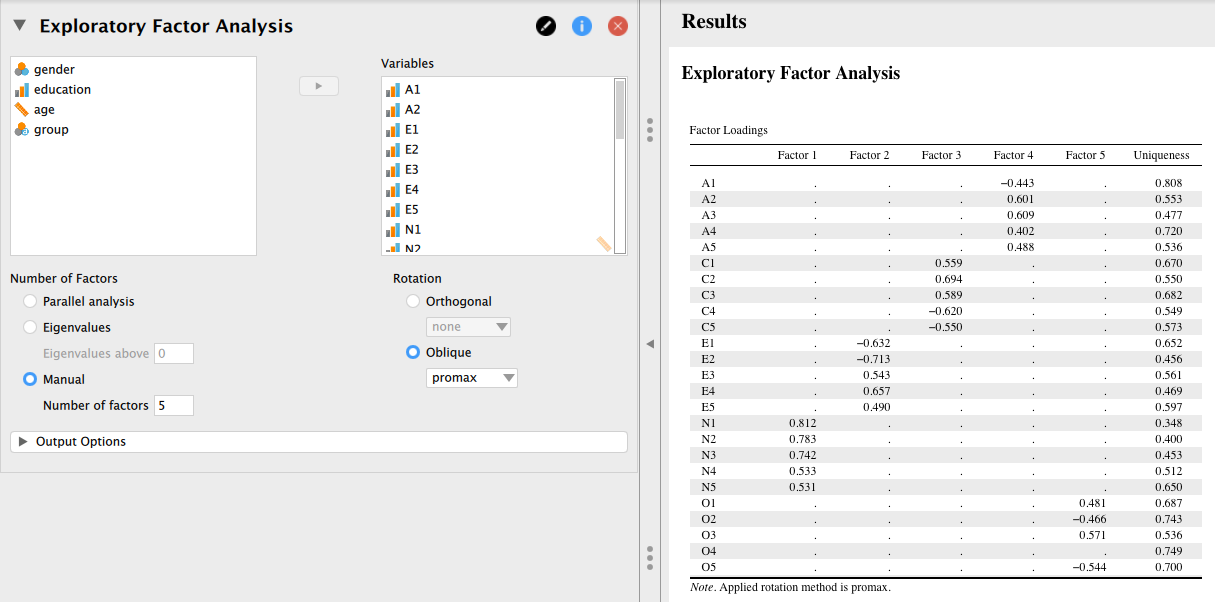 Exploratory Factor Analysis
gender
education
age
group
Variables
A1
A2
E1
E2
E3
E4
E5
N1
N2
Number of Factors
Parallel analysis
Eigenvalues
Eigenvalues above 0
Manual
Number of factors 5
Rotation
Orthogonal
none
Oblique
promax
Output Options
Results
Exploratory Factor Analysis
Factor Loadings
Factor 1 Factor 2 Factor 3 Factor 4 Factor 5 Uniqueness
A1 . . . −0.443 . 0.808
A2 . . . 0.601 . 0.553
A3 . . . 0.609 . 0.477
A4 . . . 0.402 . 0.720
A5 . . . 0.488 . 0.536
C1 . . 0.559 . . 0.670
C2 . . 0.694 . . 0.550
C3 . . 0.589 . . 0.682
C4 . . −0.620 . . 0.549
C5 . . −0.550 . . 0.573
E1 . −0.632 . . . 0.652
E2 . −0.713 . . . 0.456
E3 . 0.543 . . . 0.561
E4 . 0.657 . . . 0.469
E5 . 0.490 . . . 0.597
N1 0.812 . . . . 0.348
N2 0.783 . . . . 0.400
N3 0.742 . . . . 0.453
N4 0.533 . . . . 0.512
N5 0.531 . . . . 0.650
O1 . . . . 0.481 0.687
O2 . . . . −0.466 0.743
O3 . . . . 0.571 0.536
O4 . . . . . 0.749
O5 . . . . −0.544 0.700
Note. Applied rotation method is promax.